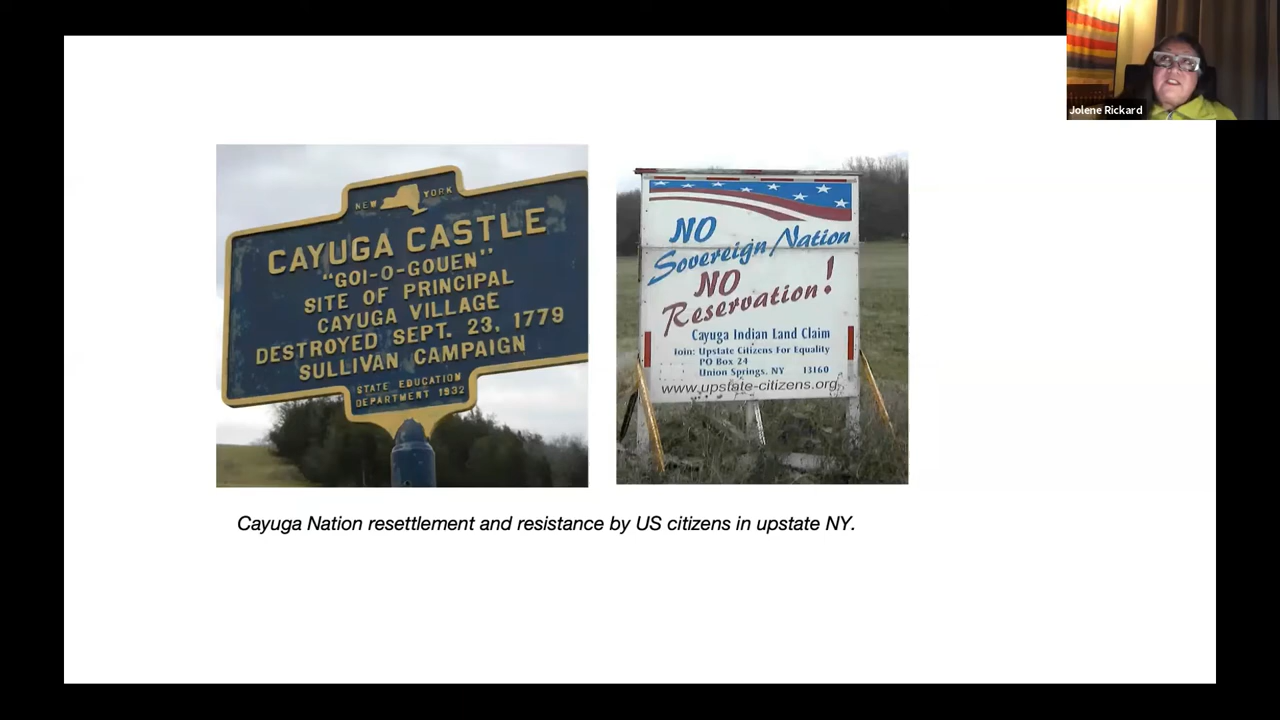 Jolene Rickard
NEW YORK
CAYUGA CASTLE
"GOI-O-GOUEN"
SITE OF PRINCIPAL
CAYUGA VILLAGE
DESTROYED SEPT. 23, 1779
SULLIVAN CAMPAIGN
STATE EDUCATION
DEPARTMENT 1932
NO
Sovereign Nation
NO
Reservation!
Cayuga Indian Land Claim
Join: Upstate Citizens For Equality
PO Box 24
Union Springs, NY 13160
www.upstate-citizens.org
Cayuga Nation resettlement and resistance by US citizens in upstate NY.